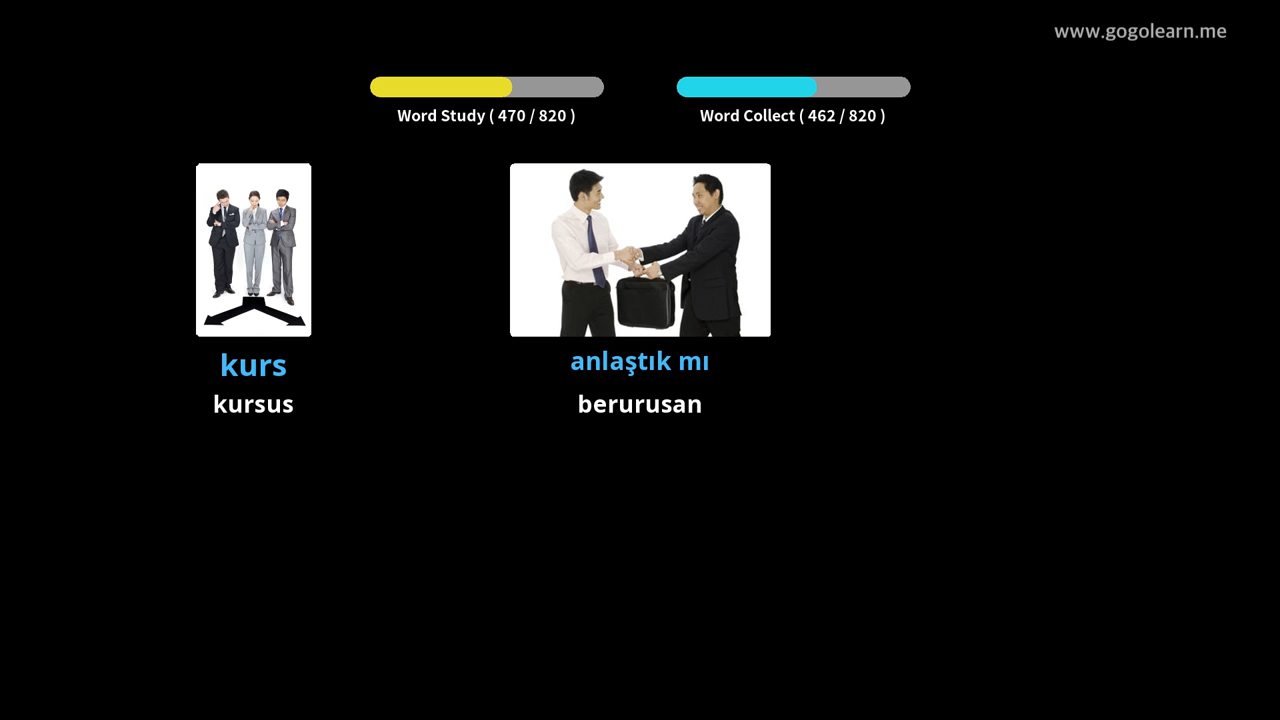 www.gogolearn.me
Word Study ( 470 / 820 )
Word Collect ( 462 / 820 )
kurs
kursus
anlaştık mı
berurusan